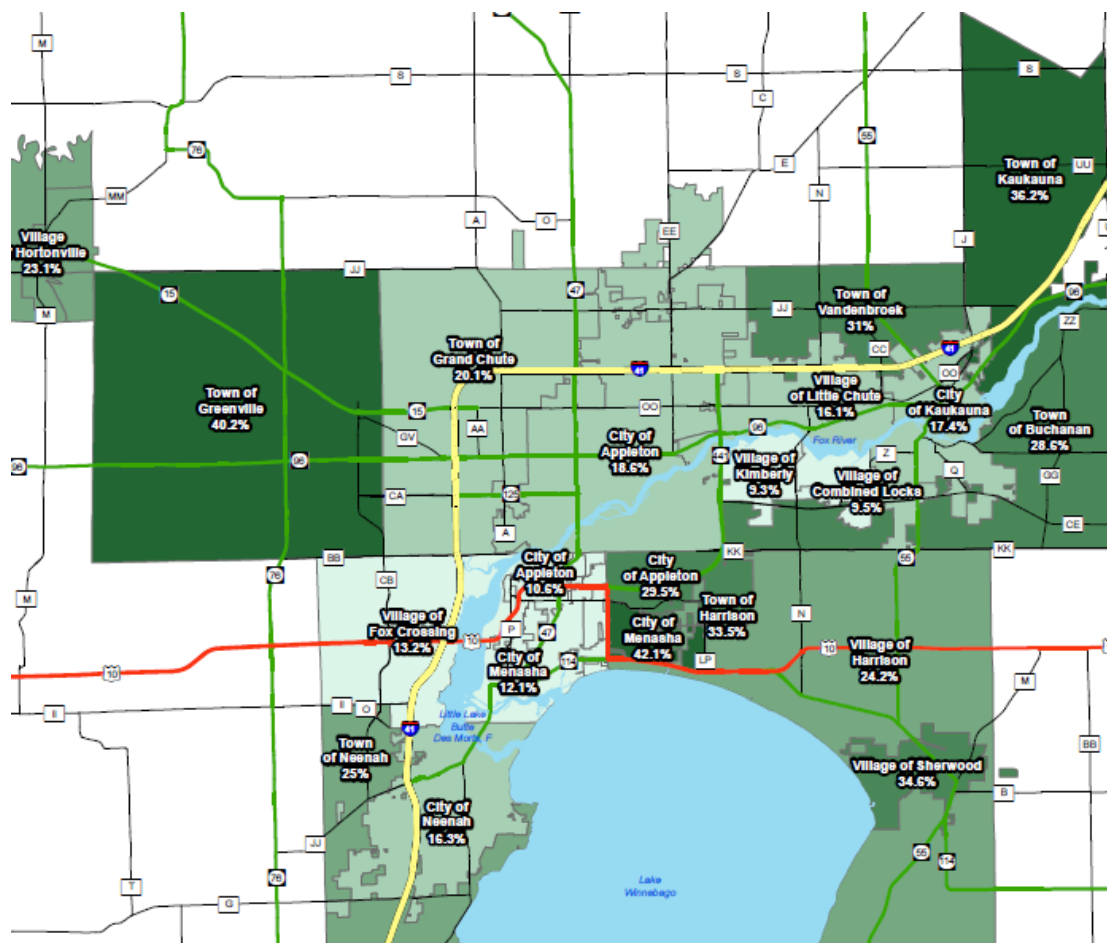 M
S
S
S
C
76
55
E
Town of
Kaukauna
36.2%
UU
MM
N
A
O
EE
J
Village
Hortonville
23.1%
JJ
15
47
Town of
Vandenbroek
31%
JJ
96
ZZ
M
CC
41
Town of
Grand Chute
20.1%
41
OO
Village
of Little Chute
16.1%
City
of Kaukauna
17.4%
Town of
Greenville
40.2%
15
OO
96
Town
of Buchanan
28.6%
GV
AA
City of
Appleton
18.6%
Fox River
441
Village of
Kimberly
9.3%
Z
Q
GG
96
96
CA
125
Village of
Combined Locks
9.5%
CE
A
BB
KK
KK
55
City of
Appleton
10.6%
City
of Appleton
29.5%
76
CB
M
Town of
Harrison
33.5%
N
Village of
Fox Crossing
13.2%
P
10
47
City of
Menasha
42.1%
Village of
Harrison
24.2%
10
10
City of
Menasha
12.1%
114
LP
M
II
II
O
Little Lake
Butte
Des Morts, F
41
BB
Town
of Neenah
25%
Village of Sherwood
34.6%
B
City of
Neenah
16.3%
JJ
55
114
T
76
G
Lake
Winnebago